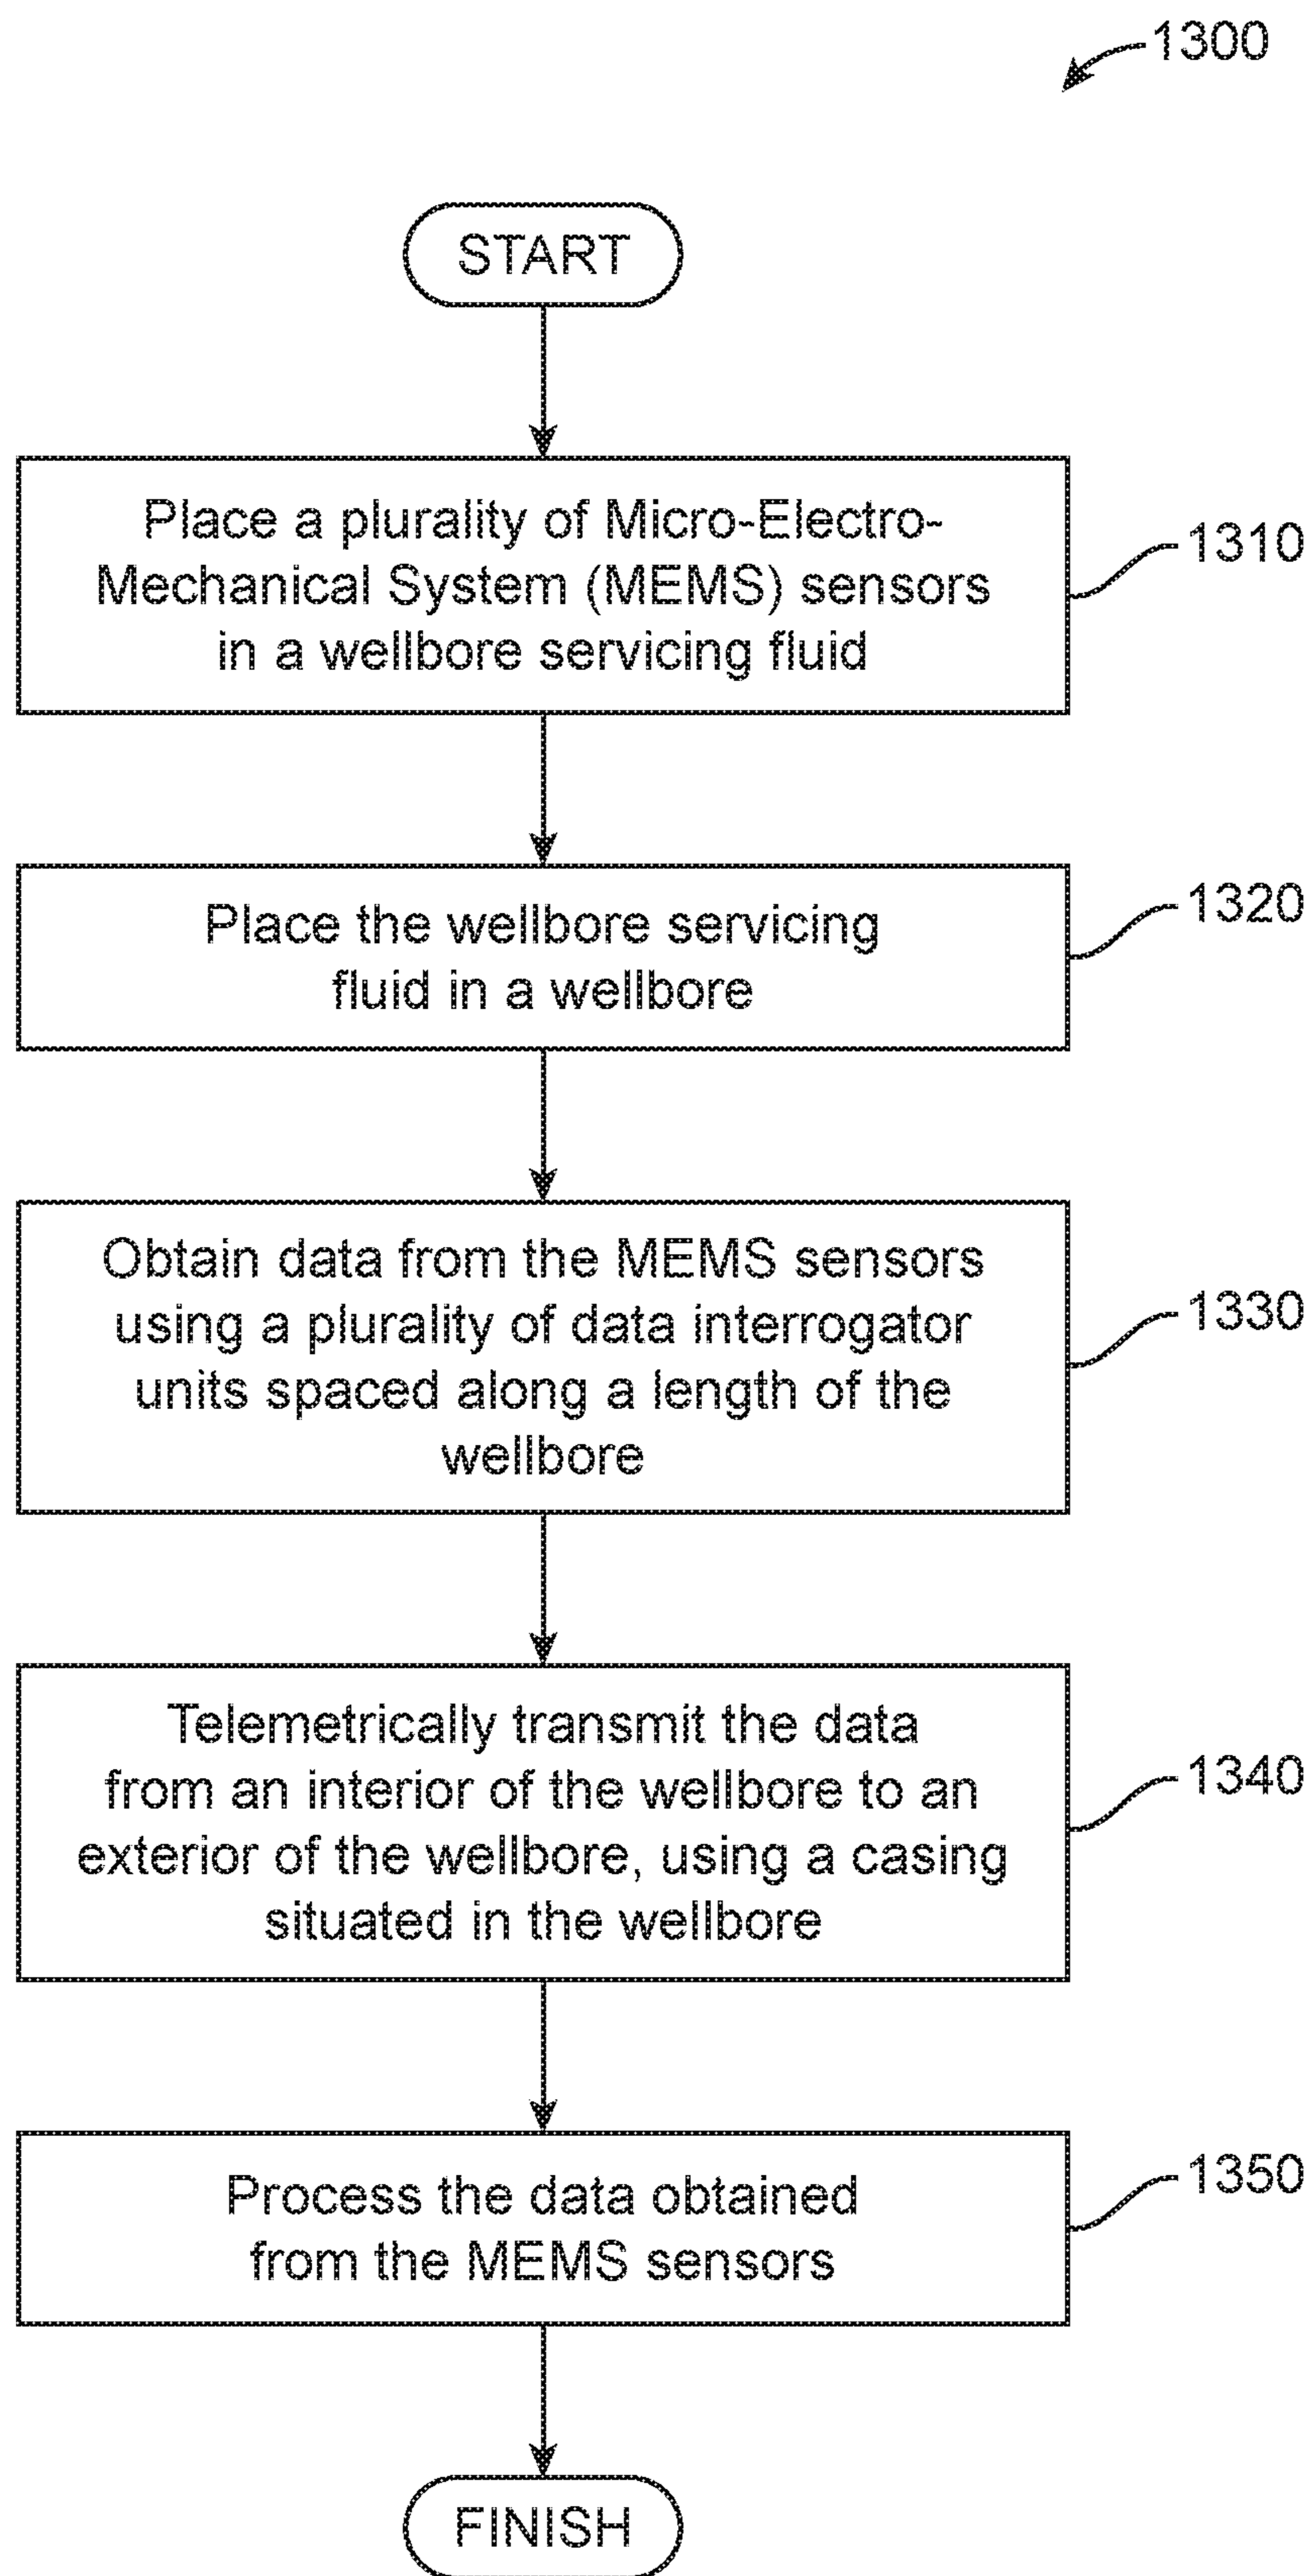 1300
START
Place a plurality of Micro-Electro-
Mechanical System (MEMS) sensors
in a wellbore servicing fluid
1310
Place the wellbore servicing
fluid in a wellbore
1320
Obtain data from the MEMS sensors
using a plurality of data interrogator
units spaced along a length of the
wellbore
1330
Telemetrically transmit the data
from an interior of the wellbore to an
exterior of the wellbore, using a casing
situated in the wellbore
1340
Process the data obtained
from the MEMS sensors
1350
FINISH